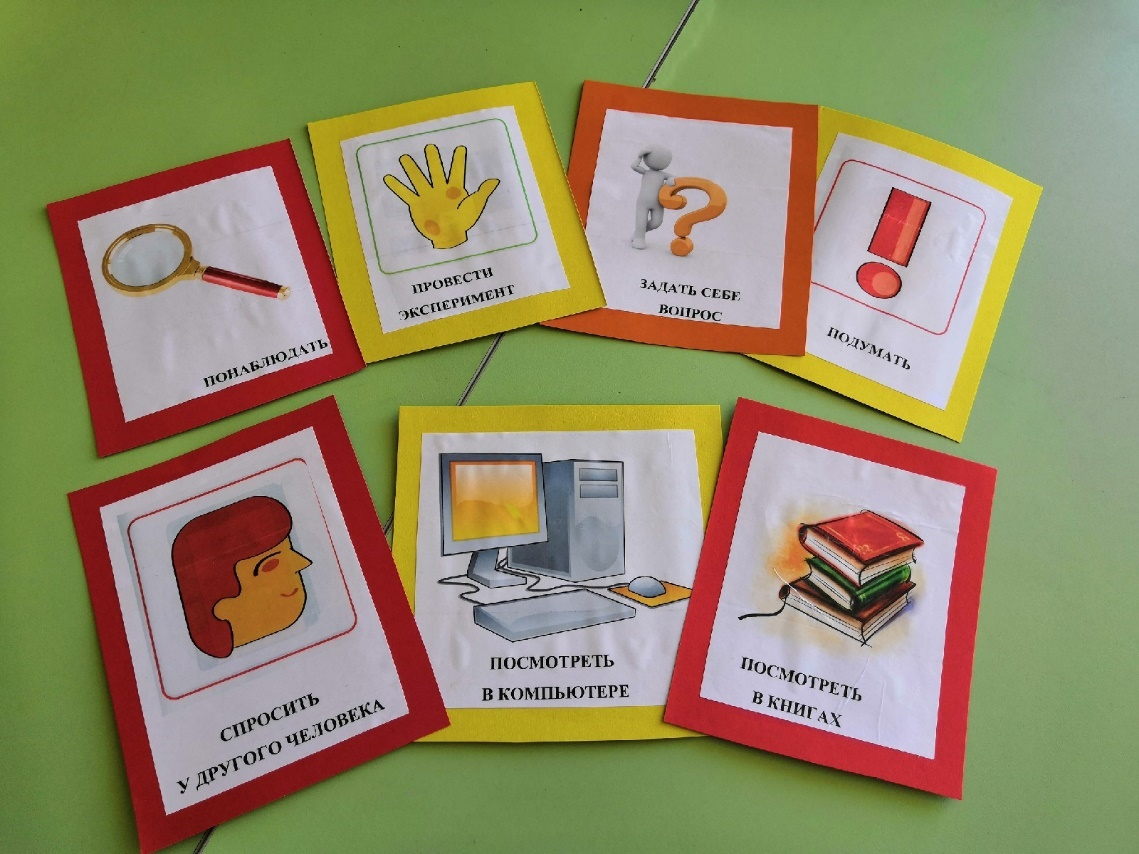 ПОНАБЛЮДАТЬ
ПРОВЕСТИ
ЭКСПЕРИМЕНТ
ЗАДАТЬ СЕБЕ
ВОПРОС
ПОДУМАТЬ
СПРОСИТЬ
У ДРУГОГО ЧЕЛОВЕКА
ПОСМОТРЕТЬ
В КОМПЬЮТЕРЕ
ПОСМОТРЕТЬ
В КНИГАХ